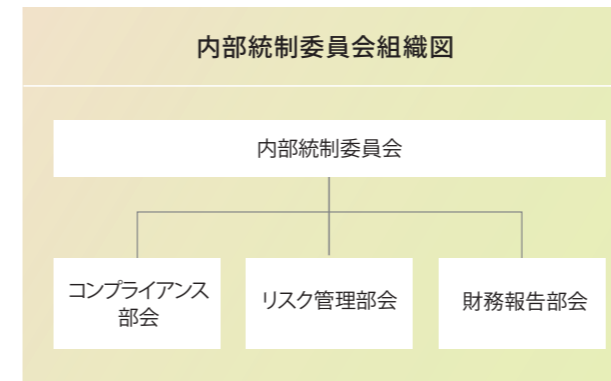 内部統制委員会組織図
内部統制委員会
コンプライアンス
部会
リスク管理部会
財務報告部会